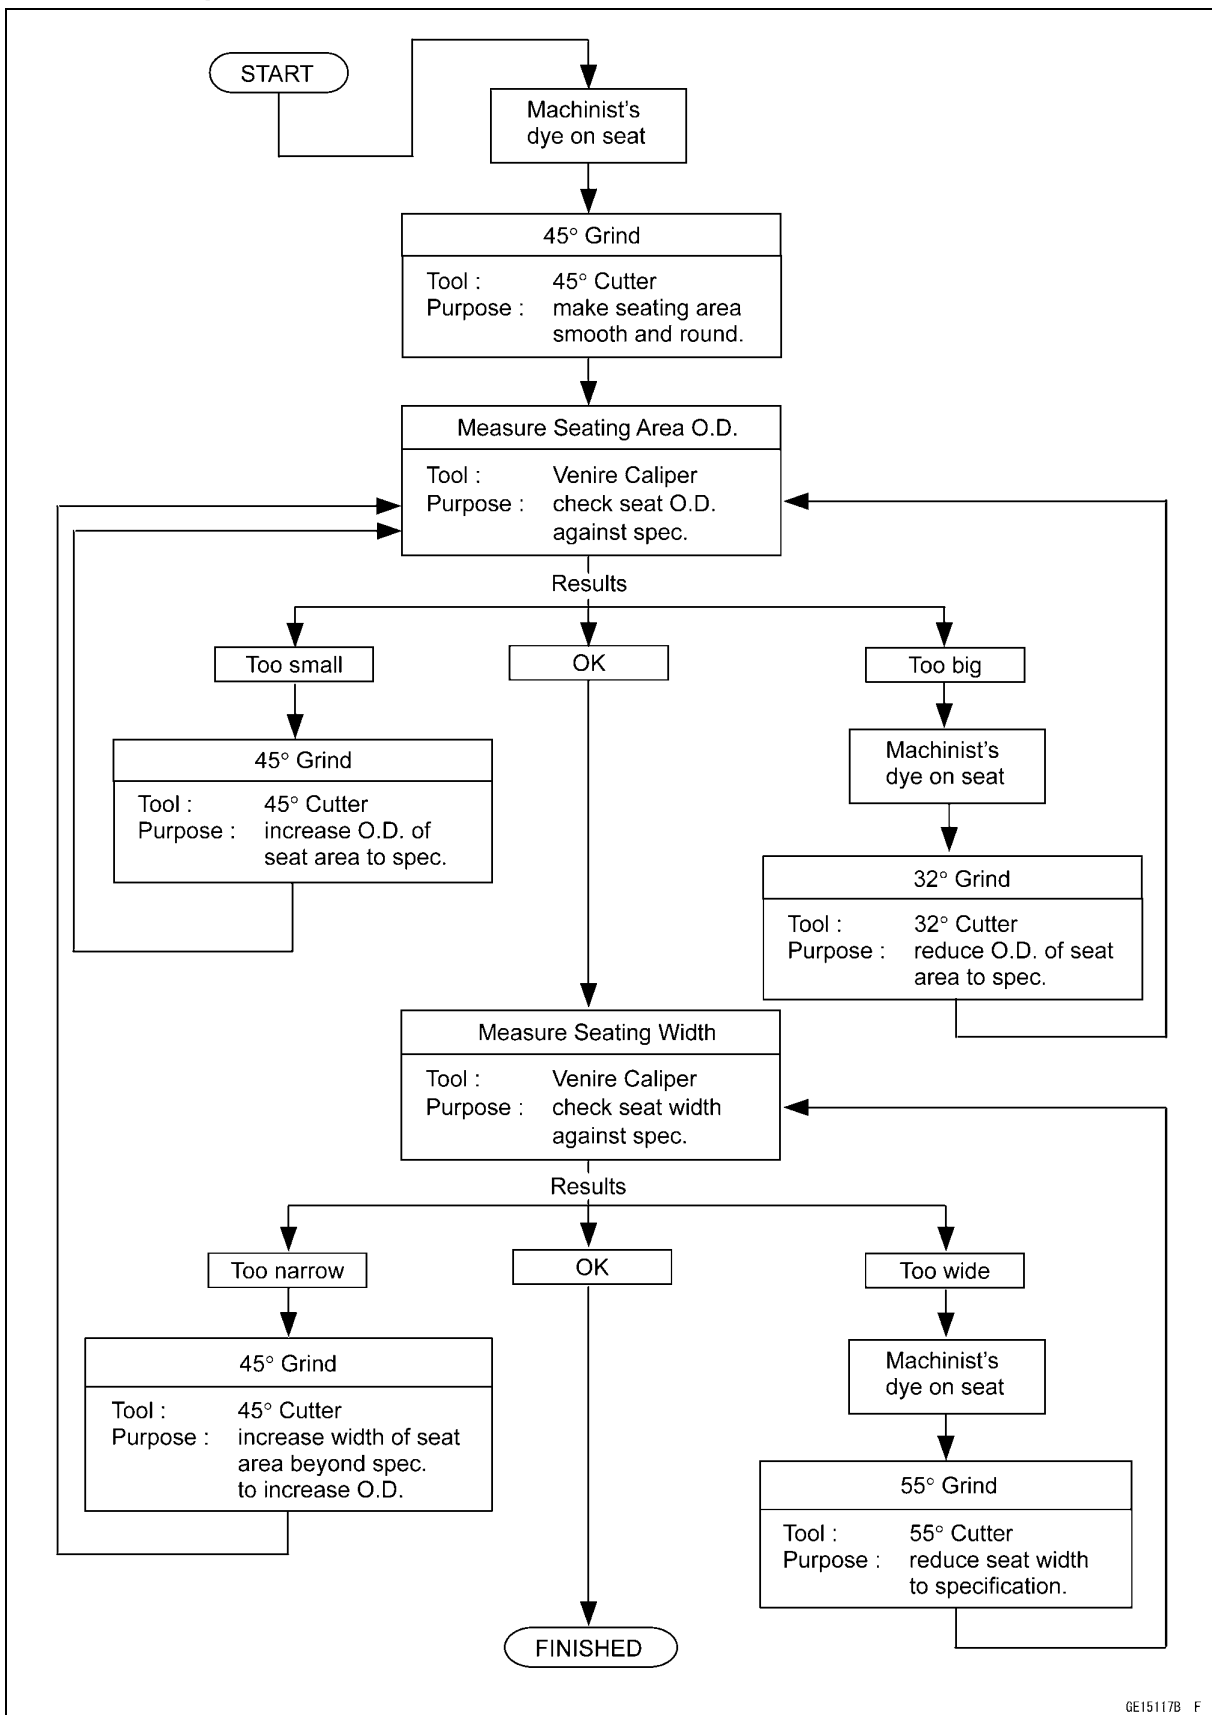 START
Machinist's
dye on seat
45° Grind
Tool : 45° Cutter
Purpose : make seating area
smooth and round.
Measure Seating Area O.D.
Tool : Venire Caliper
Purpose : check seat O.D.
against spec.
Results
Too small
OK
Too big
45° Grind
Tool : 45° Cutter
Purpose : increase O.D. of
seat area to spec.
Machinist's
dye on seat
32° Grind
Tool : 32° Cutter
Purpose : reduce O.D. of seat
area to spec.
Measure Seating Width
Tool : Venire Caliper
Purpose : check seat width
against spec.
Results
Too narrow
OK
Too wide
45° Grind
Tool : 45° Cutter
Purpose : increase width of seat
area beyond spec.
to increase O.D.
Machinist's
dye on seat
55° Grind
Tool : 55° Cutter
Purpose : reduce seat width
to specification.
FINISHED
GE15117B F